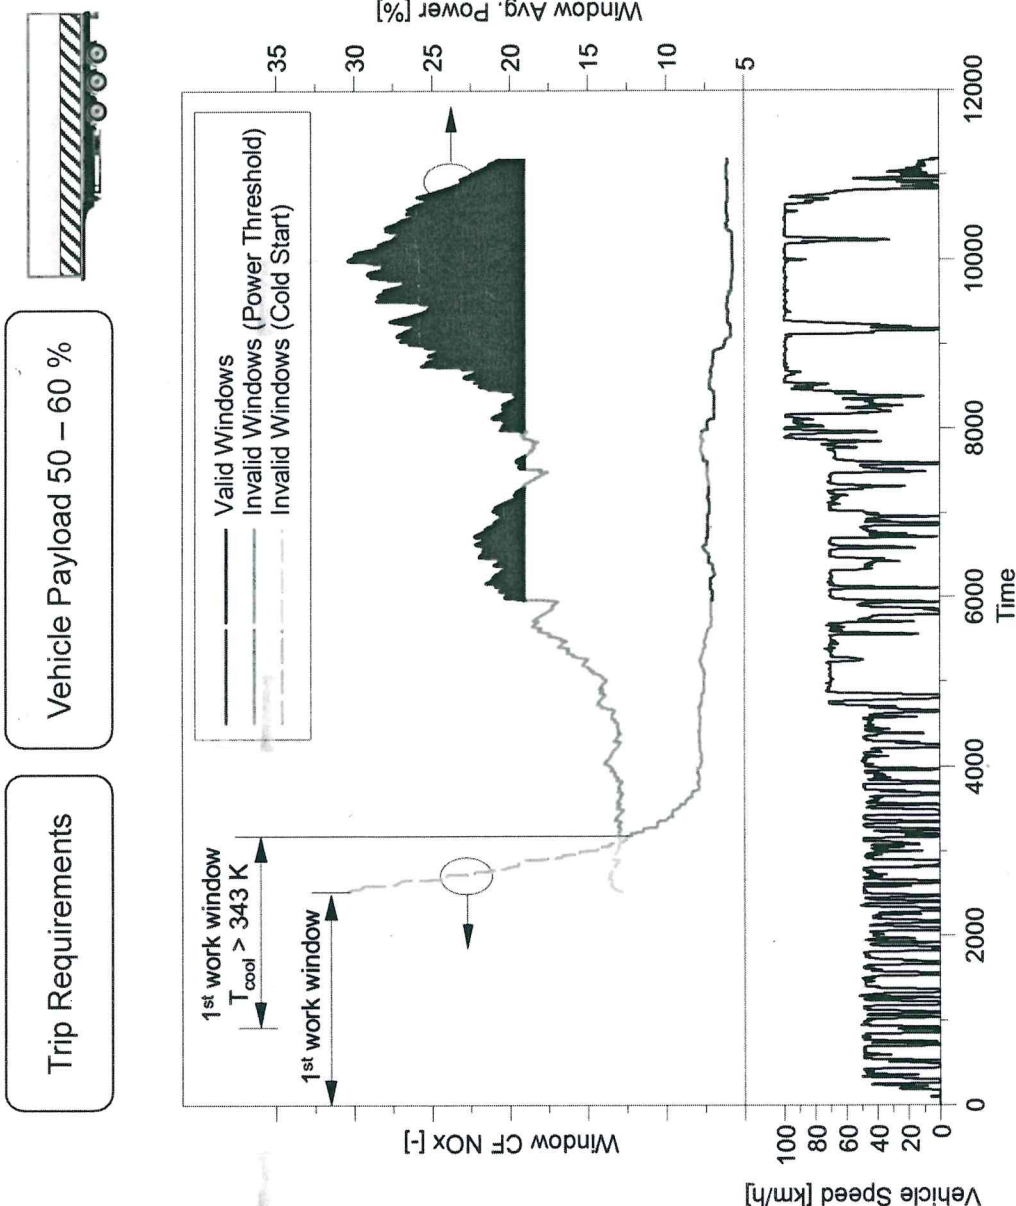 Trip Requirements
Vehicle Payload 50 – 60 %
1st work window
Tcool > 343 K
1st work window
Valid Windows
Invalid Windows (Power Threshold)
Invalid Windows (Cold Start)
Window CF NOx [-]
Window Avg. Power [%]
35
30
25
20
15
10
5
Vehicle Speed [km/h]
100
80
60
40
20
0
0
2000
4000
6000
8000
10000
12000
Time